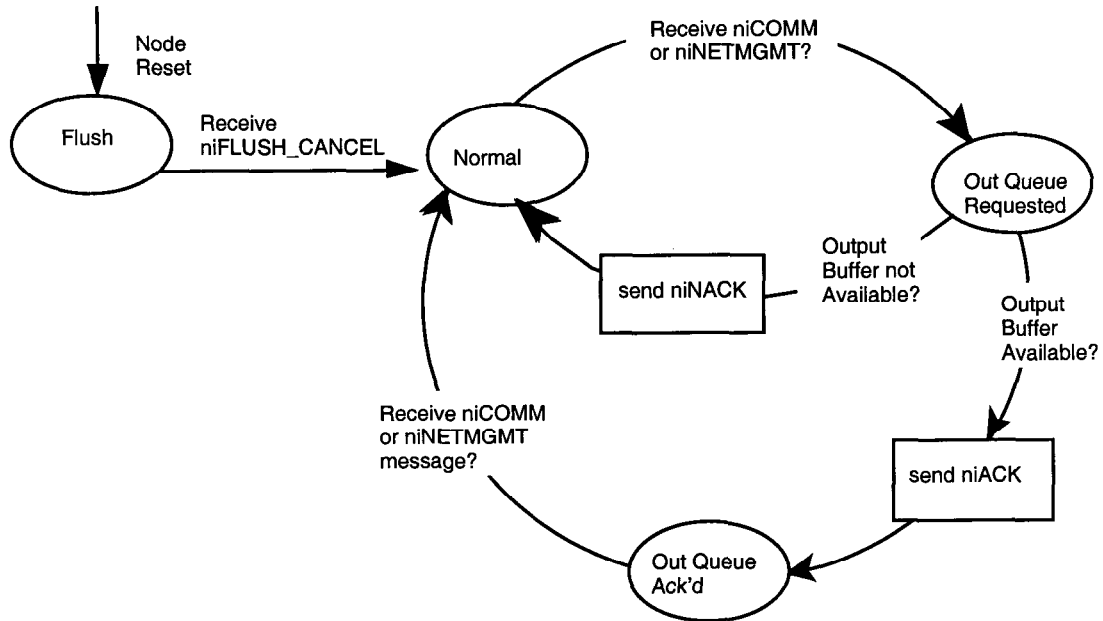 Node
Reset
Flush
Receive
niFLUSH_CANCEL
Normal
Receive niCOMM
or niNETMGMT?
Out Queue
Requested
Output
Buffer not
Available?
send niNACK
Output
Buffer
Available?
send niACK
Out Queue
Ack'd
Receive niCOMM
or niNETMGMT
message?